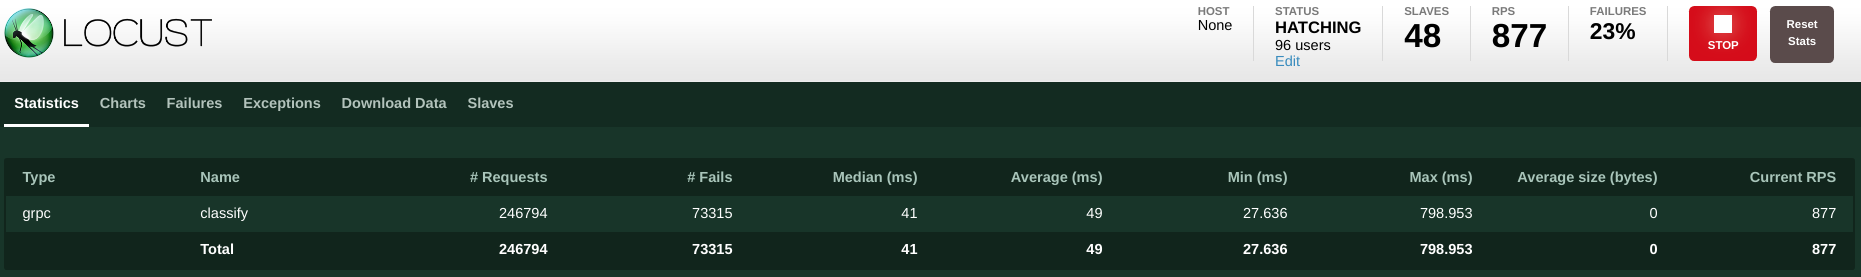 LOCUST
HOST
None
STATUS
HATCHING
96 users
Edit
SLAVES
48
RPS
877
FAILURES
23%
STOP
Reset
Stats
Statistics Charts Failures Exceptions Download Data Slaves
Type Name # Requests # Fails Median (ms) Average (ms) Min (ms) Max (ms) Average size (bytes) Current RPS
grpc classify 246794 73315 41 49 27.636 798.953 0 877
Total 246794 73315 41 49 27.636 798.953 0 877